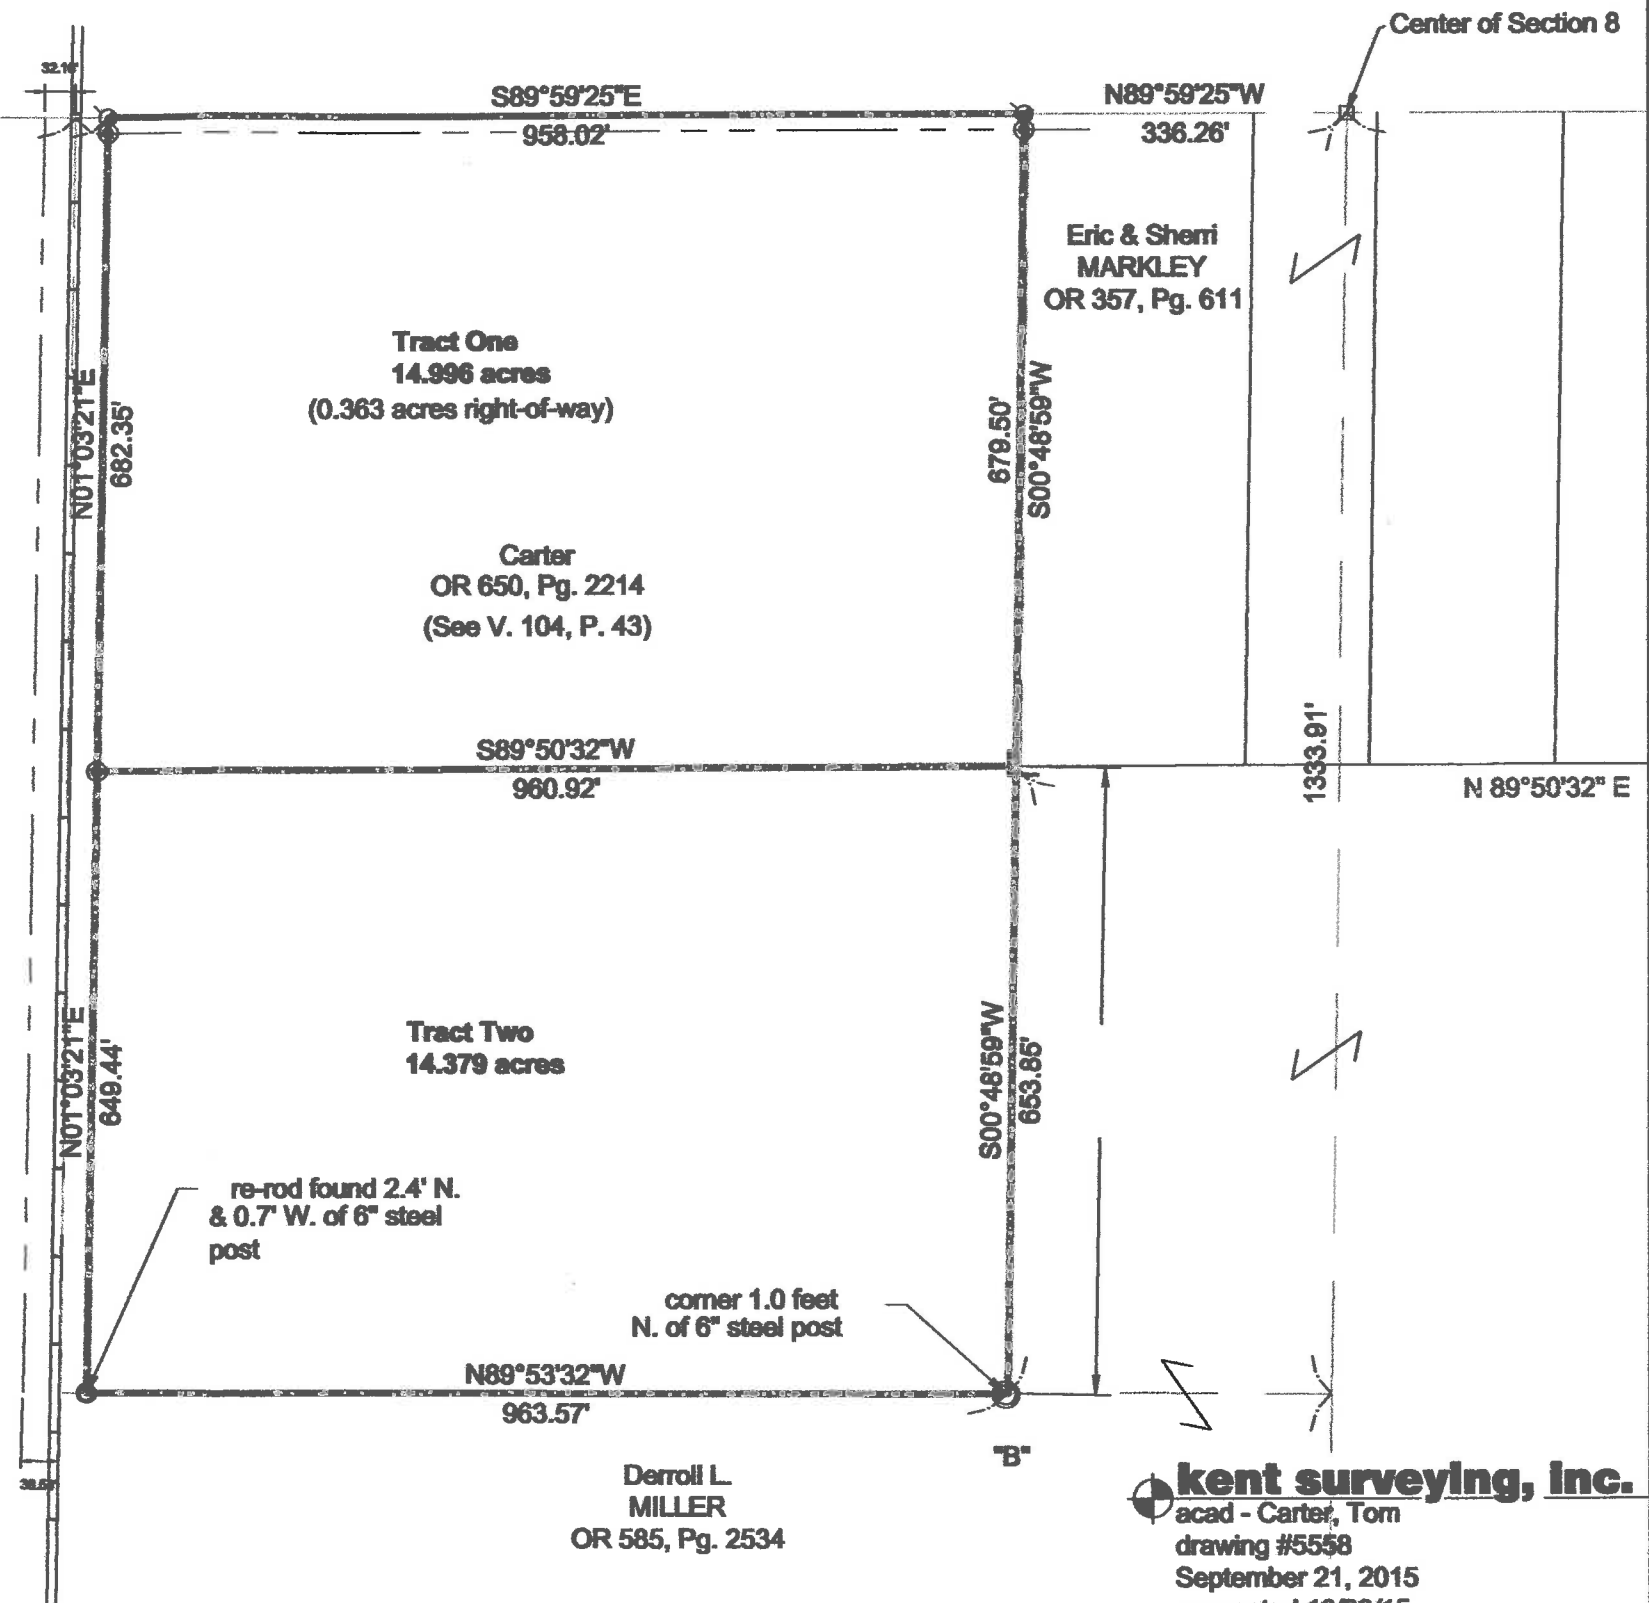 Center of Section 8
32.16'
S89°59'25"E
958.02'
N89°59'25"W
336.26'
Eric & Sherri
MARKLEY
OR 357, Pg. 611
Tract One
14.996 acres
(0.363 acres right-of-way)
N01°03'21"E
682.35'
679.50'
S00°48'59"W
Carter
OR 650, Pg. 2214
(See V. 104, P. 43)
S89°50'32"W
960.92'
1333.91'
N 89°50'32" E
Tract Two
14.379 acres
N01°03'21"E
649.44'
S00°48'59"W
653.85'
re-rod found 2.4' N.
& 0.7' W. of 6" steel
post
corner 1.0 feet
N. of 6" steel post
N89°53'32"W
963.57'
"B"
Derroll L.
MILLER
OR 585, Pg. 2534
kent surveying, inc.
acad - Carter, Tom
drawing #5558
September 21, 2015